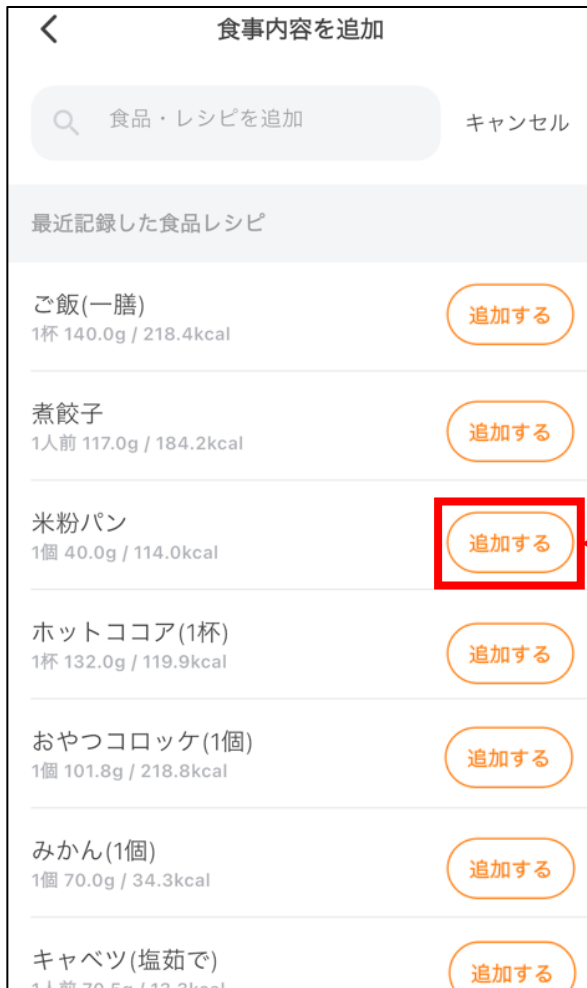 食事内容を追加
食品・レシピを追加
キャンセル
最近記録した食品レシピ
ご飯(一膳)
追加する
1杯 140.0g / 218.4kcal
煮餃子
追加する
1人前 117.0g / 184.2kcal
米粉パン
追加する
1個 40.0g / 114.0kcal
ホットココア(1杯)
追加する
1杯 132.0g / 119.9kcal
おやつコロッケ(1個)
追加する
1個 101.8g / 218.8kcal
みかん(1個)
追加する
1個 70.0g / 34.3kcal
キャベツ(塩茹で)
追加する